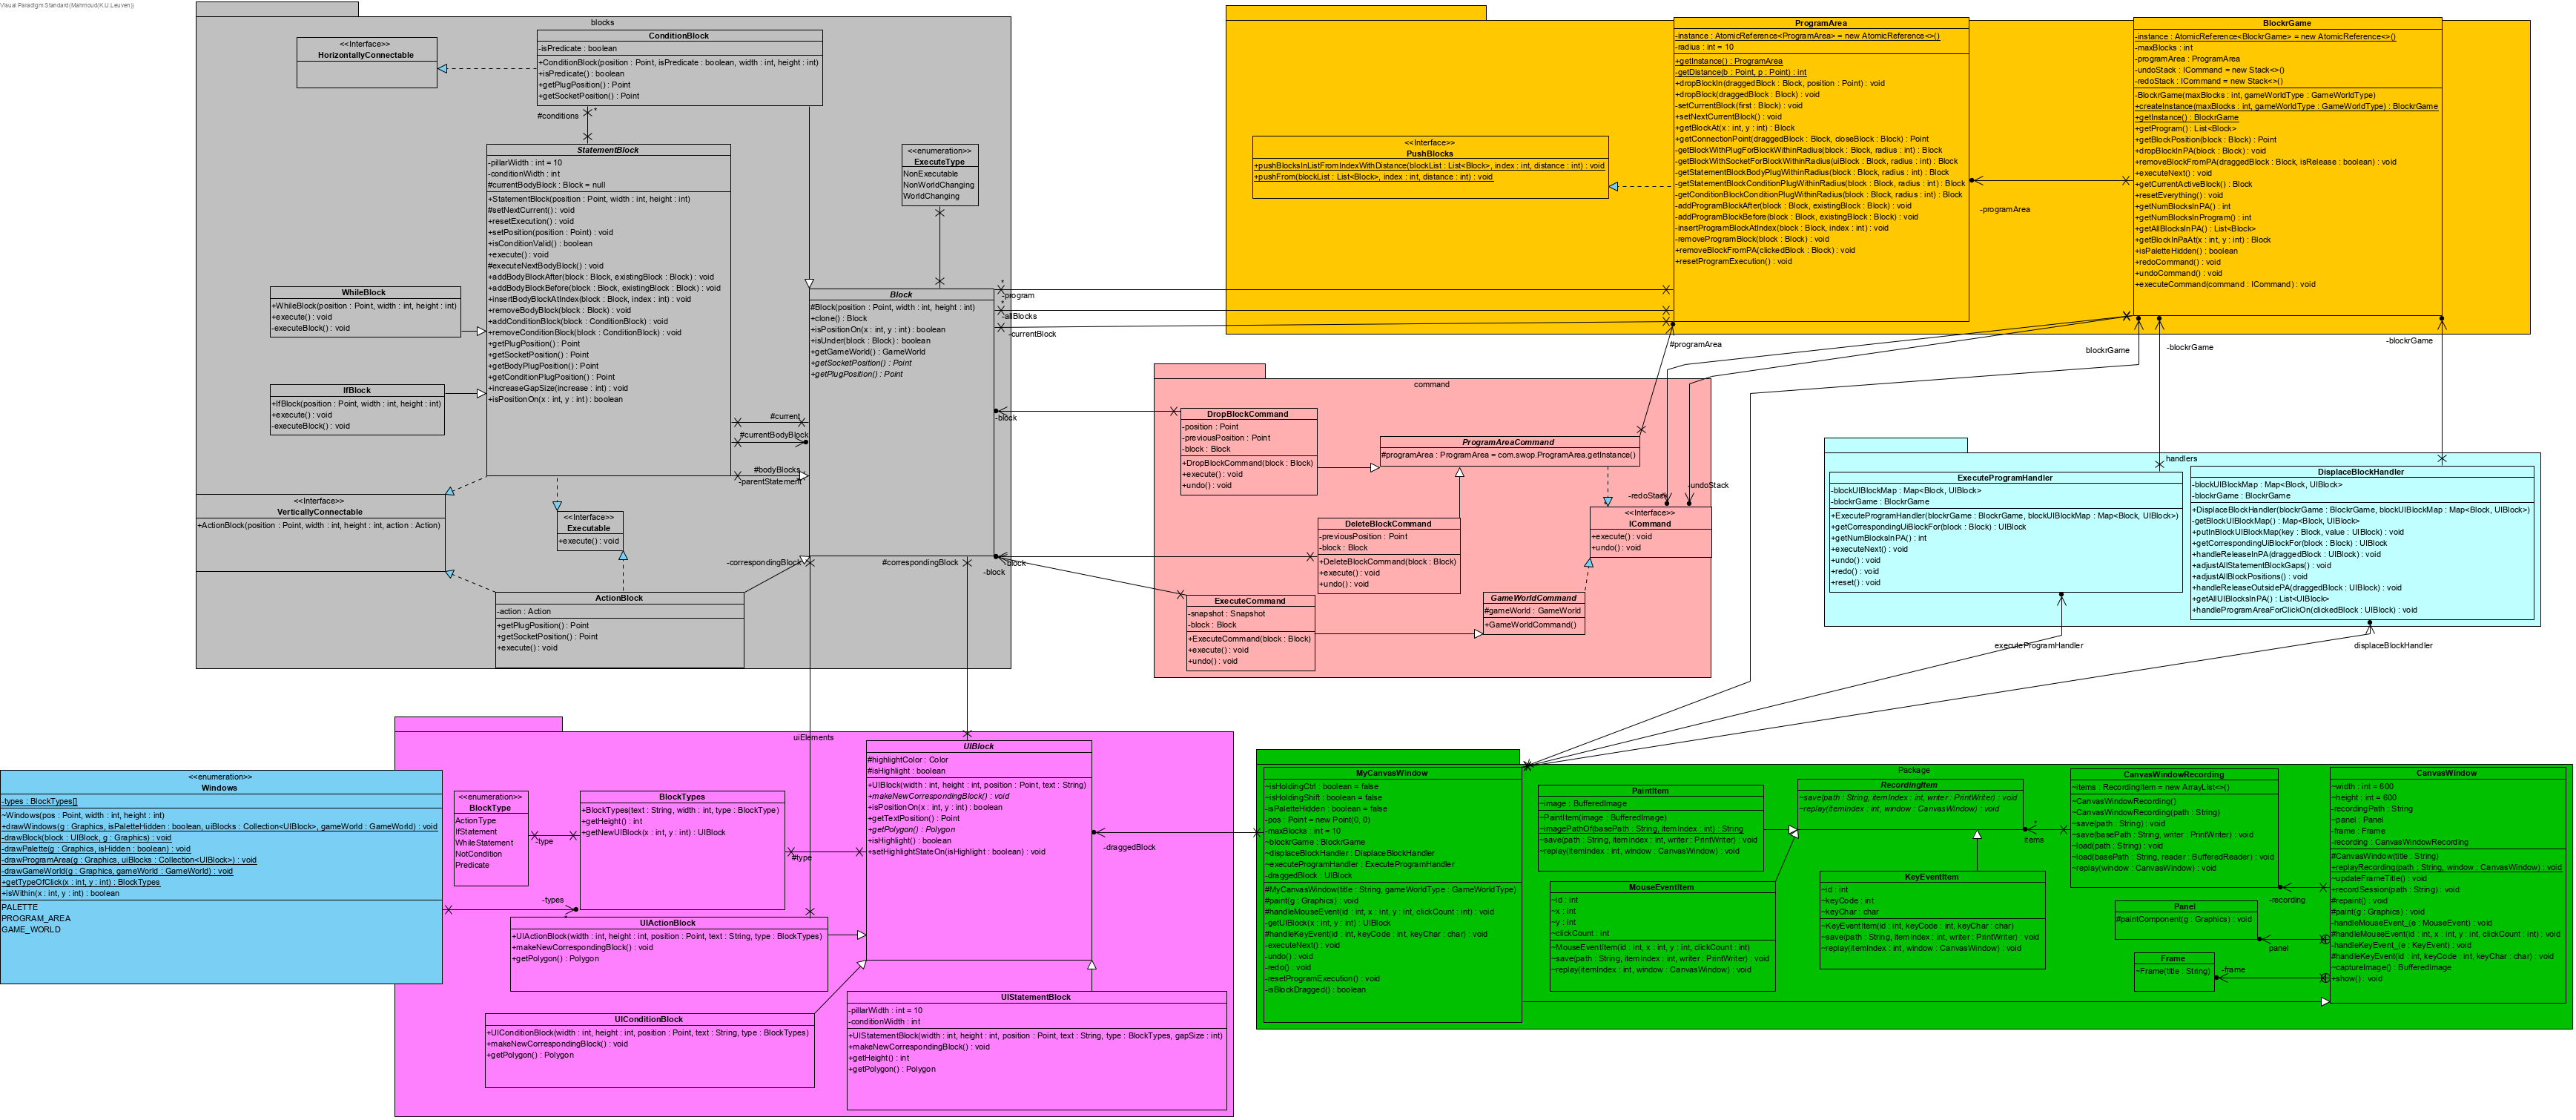 Visual Paradigm Standard(Mahmoud(K.U.Leuven))
blocks
<<Interface>>
HorizontallyConnectable
ConditionBlock
-isPredicate : boolean
+ConditionBlock(position : Point, isPredicate : boolean, width : int, height : int)
+isPredicate() : boolean
+getPlugPosition() : Point
+getSocketPosition() : Point
*
#conditions
StatementBlock
-pillarWidth : int = 10
-conditionWidth : int
#currentBodyBlock : Block = null
+StatementBlock(position : Point, width : int, height : int)
#setNextCurrent() : void
+resetExecution() : void
+setPosition(position : Point) : void
+isConditionValid() : boolean
+execute() : void
#executeNextBodyBlock() : void
+addBodyBlockAfter(block : Block, existingBlock : Block) : void
+addBodyBlockBefore(block : Block, existingBlock : Block) : void
+insertBodyBlockAtIndex(block : Block, index : int) : void
+removeBodyBlock(block : Block) : void
+addConditionBlock(block : ConditionBlock) : void
+removeConditionBlock(block : ConditionBlock) : void
+getPlugPosition() : Point
+getSocketPosition() : Point
+getBodyPlugPosition() : Point
+getConditionPlugPosition() : Point
+increaseGapSize(increase : int) : void
+isPositionOn(x : int, y : int) : boolean
<<enumeration>>
ExecuteType
NonExecutable
NonWorldChanging
WorldChanging
WhileBlock
+WhileBlock(position : Point, width : int, height : int)
+execute() : void
-executeBlock() : void
IfBlock
+IfBlock(position : Point, width : int, height : int)
+execute() : void
-executeBlock() : void
Block
#Block(position : Point, width : int, height : int)
+clone() : Block
+isPositionOn(x : int, y : int) : boolean
+isUnder(block : Block) : boolean
+getGameWorld() : GameWorld
+getSocketPosition() : Point
+getPlugPosition() : Point
#current
#currentBodyBlock
#bodyBlocks
-parentStatement
<<Interface>>
VerticallyConnectable
+ActionBlock(position : Point, width : int, height : int, action : Action)
<<Interface>>
Executable
+execute() : void
ActionBlock
-action : Action
+getPlugPosition() : Point
+getSocketPosition() : Point
+execute() : void
-correspondingBlock
#correspondingBlock
*
-program
*
-allBlocks
-currentBlock
-block
-block
-block
<<Interface>>
PushBlocks
+pushBlocksInListFromIndexWithDistance(blockList : List<Block>, index : int, distance : int) : void
+pushFrom(blockList : List<Block>, index : int, distance : int) : void
ProgramArea
-instance : AtomicReference<ProgramArea> = new AtomicReference<>()
-radius : int = 10
+getInstance() : ProgramArea
-getDistance(b : Point, p : Point) : int
+dropBlockIn(draggedBlock : Block, position : Point) : void
+dropBlock(draggedBlock : Block) : void
-setCurrentBlock(first : Block) : void
+setNextCurrentBlock() : void
+getBlockAt(x : int, y : int) : Block
+getConnectionPoint(draggedBlock : Block, closeBlock : Block) : Point
-getBlockWithPlugForBlockWithinRadius(block : Block, radius : int) : Block
-getBlockWithSocketForBlockWithinRadius(uiBlock : Block, radius : int) : Block
-getStatementBlockBodyPlugWithinRadius(block : Block, radius : int) : Block
-getStatementBlockConditionPlugWithinRadius(block : Block, radius : int) : Block
-getConditionBlockConditionPlugWithinRadius(block : Block, radius : int) : Block
-addProgramBlockAfter(block : Block, existingBlock : Block) : void
-addProgramBlockBefore(block : Block, existingBlock : Block) : void
-insertProgramBlockAtIndex(block : Block, index : int) : void
-removeProgramBlock(block : Block) : void
+removeBlockFromPA(clickedBlock : Block) : void
+resetProgramExecution() : void
-programArea
BlockrGame
-instance : AtomicReference<BlockrGame> = new AtomicReference<>()
-maxBlocks : int
-programArea : ProgramArea
-undoStack : ICommand = new Stack<>()
-redoStack : ICommand = new Stack<>()
-BlockrGame(maxBlocks : int, gameWorldType : GameWorldType)
+createInstance(maxBlocks : int, gameWorldType : GameWorldType) : BlockrGame
+getInstance() : BlockrGame
+getProgram() : List<Block>
+getBlockPosition(block : Block) : Point
+dropBlockInPA(block : Block) : void
+removeBlockFromPA(draggedBlock : Block, isRelease : boolean) : void
+executeNext() : void
+getCurrentActiveBlock() : Block
+resetEverything() : void
+getNumBlocksInPA() : int
+getNumBlocksInProgram() : int
+getAllBlocksInPA() : List<Block>
+getBlockInPaAt(x : int, y : int) : Block
+isPaletteHidden() : boolean
+redoCommand() : void
+undoCommand() : void
+executeCommand(command : ICommand) : void
#programArea
blockrGame
-blockrGame
-blockrGame
command
DropBlockCommand
-position : Point
-previousPosition : Point
-block : Block
+DropBlockCommand(block : Block)
+execute() : void
+undo() : void
ProgramAreaCommand
#programArea : ProgramArea = com.swop.ProgramArea.getInstance()
-redoStack
-undoStack
<<Interface>>
ICommand
+execute() : void
+undo() : void
DeleteBlockCommand
-previousPosition : Point
-block : Block
+DeleteBlockCommand(block : Block)
+execute() : void
+undo() : void
ExecuteCommand
-snapshot : Snapshot
-block : Block
+ExecuteCommand(block : Block)
+execute() : void
+undo() : void
GameWorldCommand
#gameWorld : GameWorld
+GameWorldCommand()
handlers
ExecuteProgramHandler
-blockUIBlockMap : Map<Block, UIBlock>
-blockrGame : BlockrGame
+ExecuteProgramHandler(blockrGame : BlockrGame, blockUIBlockMap : Map<Block, UIBlock>)
+getCorrespondingUiBlockFor(block : Block) : UIBlock
+getNumBlocksInPA() : int
+executeNext() : void
+undo() : void
+redo() : void
+reset() : void
DisplaceBlockHandler
-blockUIBlockMap : Map<Block, UIBlock>
-blockrGame : BlockrGame
+DisplaceBlockHandler(blockrGame : BlockrGame, blockUIBlockMap : Map<Block, UIBlock>)
-getBlockUIBlockMap() : Map<Block, UIBlock>
+putInBlockUIBlockMap(key : Block, value : UIBlock) : void
+getCorrespondingUiBlockFor(block : Block) : UIBlock
+handleReleaseInPA(draggedBlock : UIBlock) : void
+adjustAllStatementBlockGaps() : void
+adjustAllBlockPositions() : void
+handleReleaseOutsidePA(draggedBlock : UIBlock) : void
+getAllUIBlocksInPA() : List<UIBlock>
+handleProgramAreaForClickOn(clickedBlock : UIBlock) : void
executeProgramHandler
displaceBlockHandler
<<enumeration>>
Windows
-types : BlockTypes[]
~Windows(pos : Point, width : int, height : int)
+drawWindows(g : Graphics, isPaletteHidden : boolean, uiBlocks : Collection<UIBlock>, gameWorld : GameWorld) : void
-drawBlock(block : UIBlock, g : Graphics) : void
-drawPalette(g : Graphics, isHidden : boolean) : void
-drawProgramArea(g : Graphics, uiBlocks : Collection<UIBlock>) : void
-drawGameWorld(g : Graphics, gameWorld : GameWorld) : void
+getTypeOfClick(x : int, y : int) : BlockTypes
+isWithin(x : int, y : int) : boolean
PALETTE
PROGRAM_AREA
GAME_WORLD
uiElements
<<enumeration>>
BlockType
ActionType
IfStatement
WhileStatement
NotCondition
Predicate
-type
BlockTypes
+BlockTypes(text : String, width : int, type : BlockType)
+getHeight() : int
+getNewUIBlock(x : int, y : int) : UIBlock
#type
-types
*
UIBlock
#highlightColor : Color
#isHighlight : boolean
+UIBlock(width : int, height : int, position : Point, text : String)
+makeNewCorrespondingBlock() : void
+isPositionOn(x : int, y : int) : boolean
+getTextPosition() : Point
+getPolygon() : Polygon
+isHighlight() : boolean
+setHighlightStateOn(isHighlight : boolean) : void
-draggedBlock
UIActionBlock
+UIActionBlock(width : int, height : int, position : Point, text : String, type : BlockTypes)
+makeNewCorrespondingBlock() : void
+getPolygon() : Polygon
UIConditionBlock
+UIConditionBlock(width : int, height : int, position : Point, text : String, type : BlockTypes)
+makeNewCorrespondingBlock() : void
+getPolygon() : Polygon
UIStatementBlock
-pillarWidth : int = 10
-conditionWidth : int
+UIStatementBlock(width : int, height : int, position : Point, text : String, type : BlockTypes, gapSize : int)
+makeNewCorrespondingBlock() : void
+getHeight() : int
+getPolygon() : Polygon
Package
MyCanvasWindow
~isHoldingCtrl : boolean = false
~isHoldingShift : boolean = false
-isPaletteHidden : boolean = false
-pos : Point = new Point(0, 0)
-maxBlocks : int = 10
~blockrGame : BlockrGame
~displaceBlockHandler : DisplaceBlockHandler
~executeProgramHandler : ExecuteProgramHandler
-draggedBlock : UIBlock
#MyCanvasWindow(title : String, gameWorldType : GameWorldType)
#paint(g : Graphics) : void
#handleMouseEvent(id : int, x : int, y : int, clickCount : int) : void
-getUIBlock(x : int, y : int) : UIBlock
#handleKeyEvent(id : int, keyCode : int, keyChar : char) : void
-executeNext() : void
-undo() : void
-redo() : void
-resetProgramExecution() : void
-isBlockDragged() : boolean
PaintItem
~image : BufferedImage
~PaintItem(image : BufferedImage)
~imagePathOf(basePath : String, itemIndex : int) : String
~save(path : String, itemIndex : int, writer : PrintWriter) : void
~replay(itemIndex : int, window : CanvasWindow) : void
RecordingItem
~save(path : String, itemIndex : int, writer : PrintWriter) : void
~replay(itemIndex : int, window : CanvasWindow) : void
MouseEventItem
~id : int
~x : int
~y : int
~clickCount : int
~MouseEventItem(id : int, x : int, y : int, clickCount : int)
~save(path : String, itemIndex : int, writer : PrintWriter) : void
~replay(itemIndex : int, window : CanvasWindow) : void
KeyEventItem
~id : int
~keyCode : int
~keyChar : char
~KeyEventItem(id : int, keyCode : int, keyChar : char)
~save(path : String, itemIndex : int, writer : PrintWriter) : void
~replay(itemIndex : int, window : CanvasWindow) : void
*
items
CanvasWindowRecording
~items : RecordingItem = new ArrayList<>()
~CanvasWindowRecording()
~CanvasWindowRecording(path : String)
~save(path : String) : void
~save(basePath : String, writer : PrintWriter) : void
~load(path : String) : void
~load(basePath : String, reader : BufferedReader) : void
~replay(window : CanvasWindow) : void
-recording
Panel
#paintComponent(g : Graphics) : void
panel
Frame
~Frame(title : String)
-frame
CanvasWindow
~width : int = 600
~height : int = 600
-recordingPath : String
~panel : Panel
-frame : Frame
-recording : CanvasWindowRecording
#CanvasWindow(title : String)
+replayRecording(path : String, window : CanvasWindow) : void
~updateFrameTitle() : void
+recordSession(path : String) : void
#repaint() : void
#paint(g : Graphics) : void
-handleMouseEvent_(e : MouseEvent) : void
#handleMouseEvent(id : int, x : int, y : int, clickCount : int) : void
-handleKeyEvent_(e : KeyEvent) : void
#handleKeyEvent(id : int, keyCode : int, keyChar : char) : void
~captureImage() : BufferedImage
+show() : void